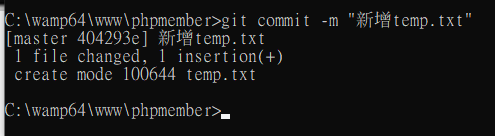 C:\wamp64\www\phpmember>git commit -m "新增temp.txt"
[master 404293e] 新增temp.txt
 1 file changed, 1 insertion(+)
 create mode 100644 temp.txt
C:\wamp64\www\phpmember>